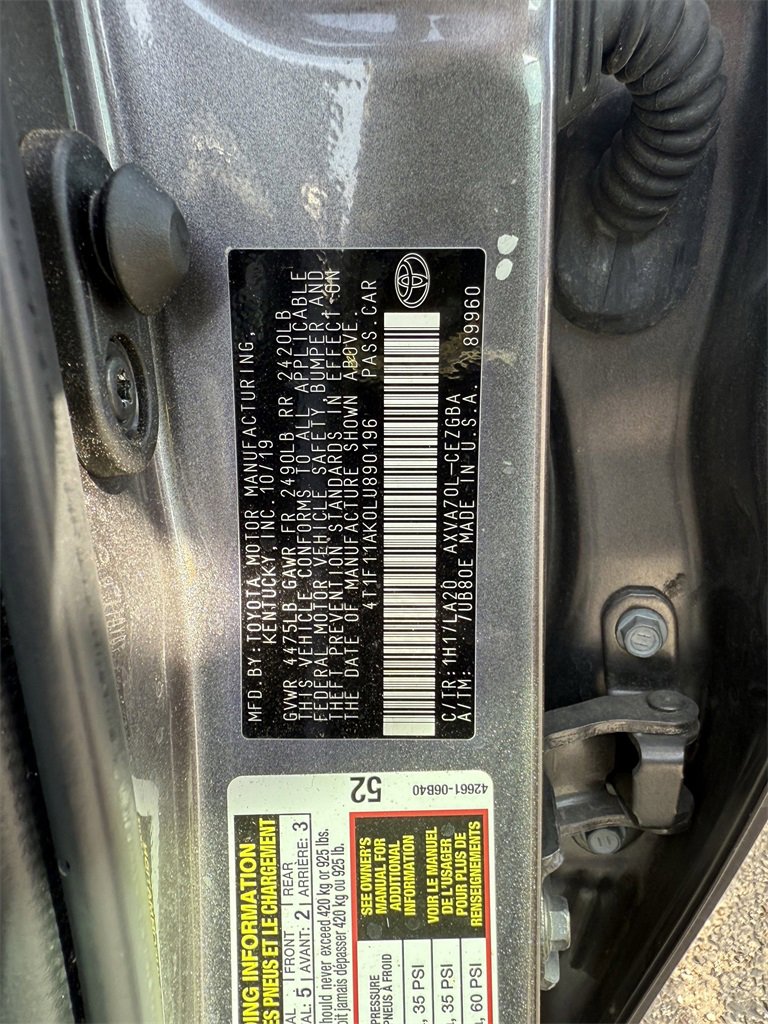 MFD. BY: TOYOTA MOTOR MANUFACTURING,
KENTUCKY, INC. 10/19
GVWR 4475LB GAWR FR 2490LB RR 2420LB
THIS VEHICLE CONFORMS TO ALL APPLICABLE
FEDERAL MOTOR VEHICLE SAFETY, BUMPER AND
THEFT PREVENTION STANDARDS IN EFFECT ON
THE DATE OF MANUFACTURE SHOWN ABOVE.
4T1F11AK0LU890196 PASS. CAR
C/TR: 1H17/LA20 AXVA70L-CEZGBA
A/TM: 7UB80E MADE IN U.S.A. 89960
52
42661-06B40
INFORMATION
PNEUS ET LE CHARGEMENT
FRONT REAR
5 AVANT: 2 ARRIÈRE: 3
should never exceed 420 kg or 925 lbs.
jamais dépasser 420 kg ou 925 lb.
SEE OWNER'S
MANUAL FOR
ADDITIONAL
INFORMATION
VOIR LE MANUEL
DE L'USAGER
POUR PLUS DE
RENSEIGNEMENTS
PRESSURE
PNEUS À FROID
35 PSI
35 PSI
60 PSI